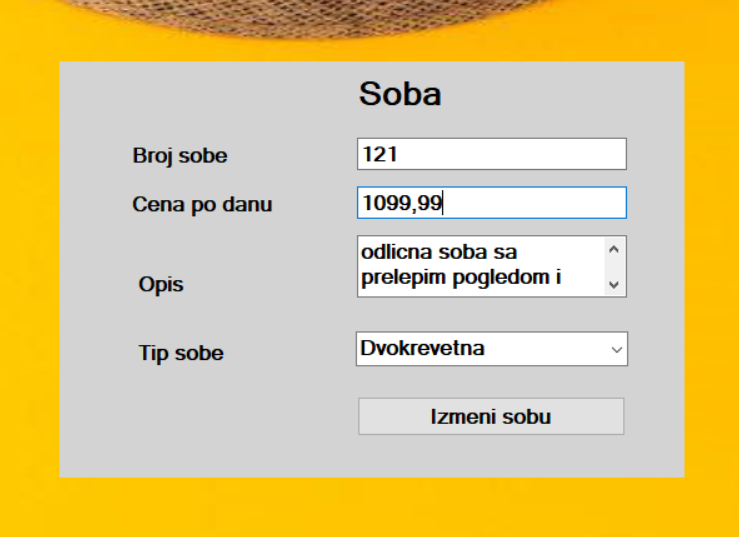 Soba
Broj sobe
121
Cena po danu
1099,99
Opis
odlicna soba sa
prelepim pogledom i
Tip sobe
Dvokrevetna
Izmeni sobu